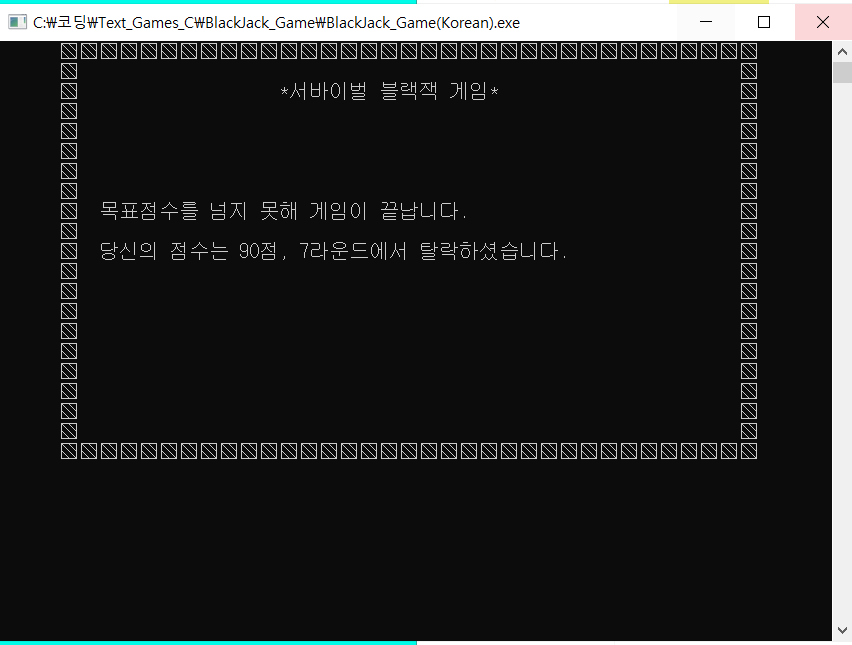 C:₩코딩₩Text_Games_C₩BlackJack_Game₩BlackJack_Game(Korean).exe
*서바이벌 블랙잭 게임*
목표점수를 넘지 못해 게임이 끝납니다.
당신의 점수는 90점, 7라운드에서 탈락하셨습니다.